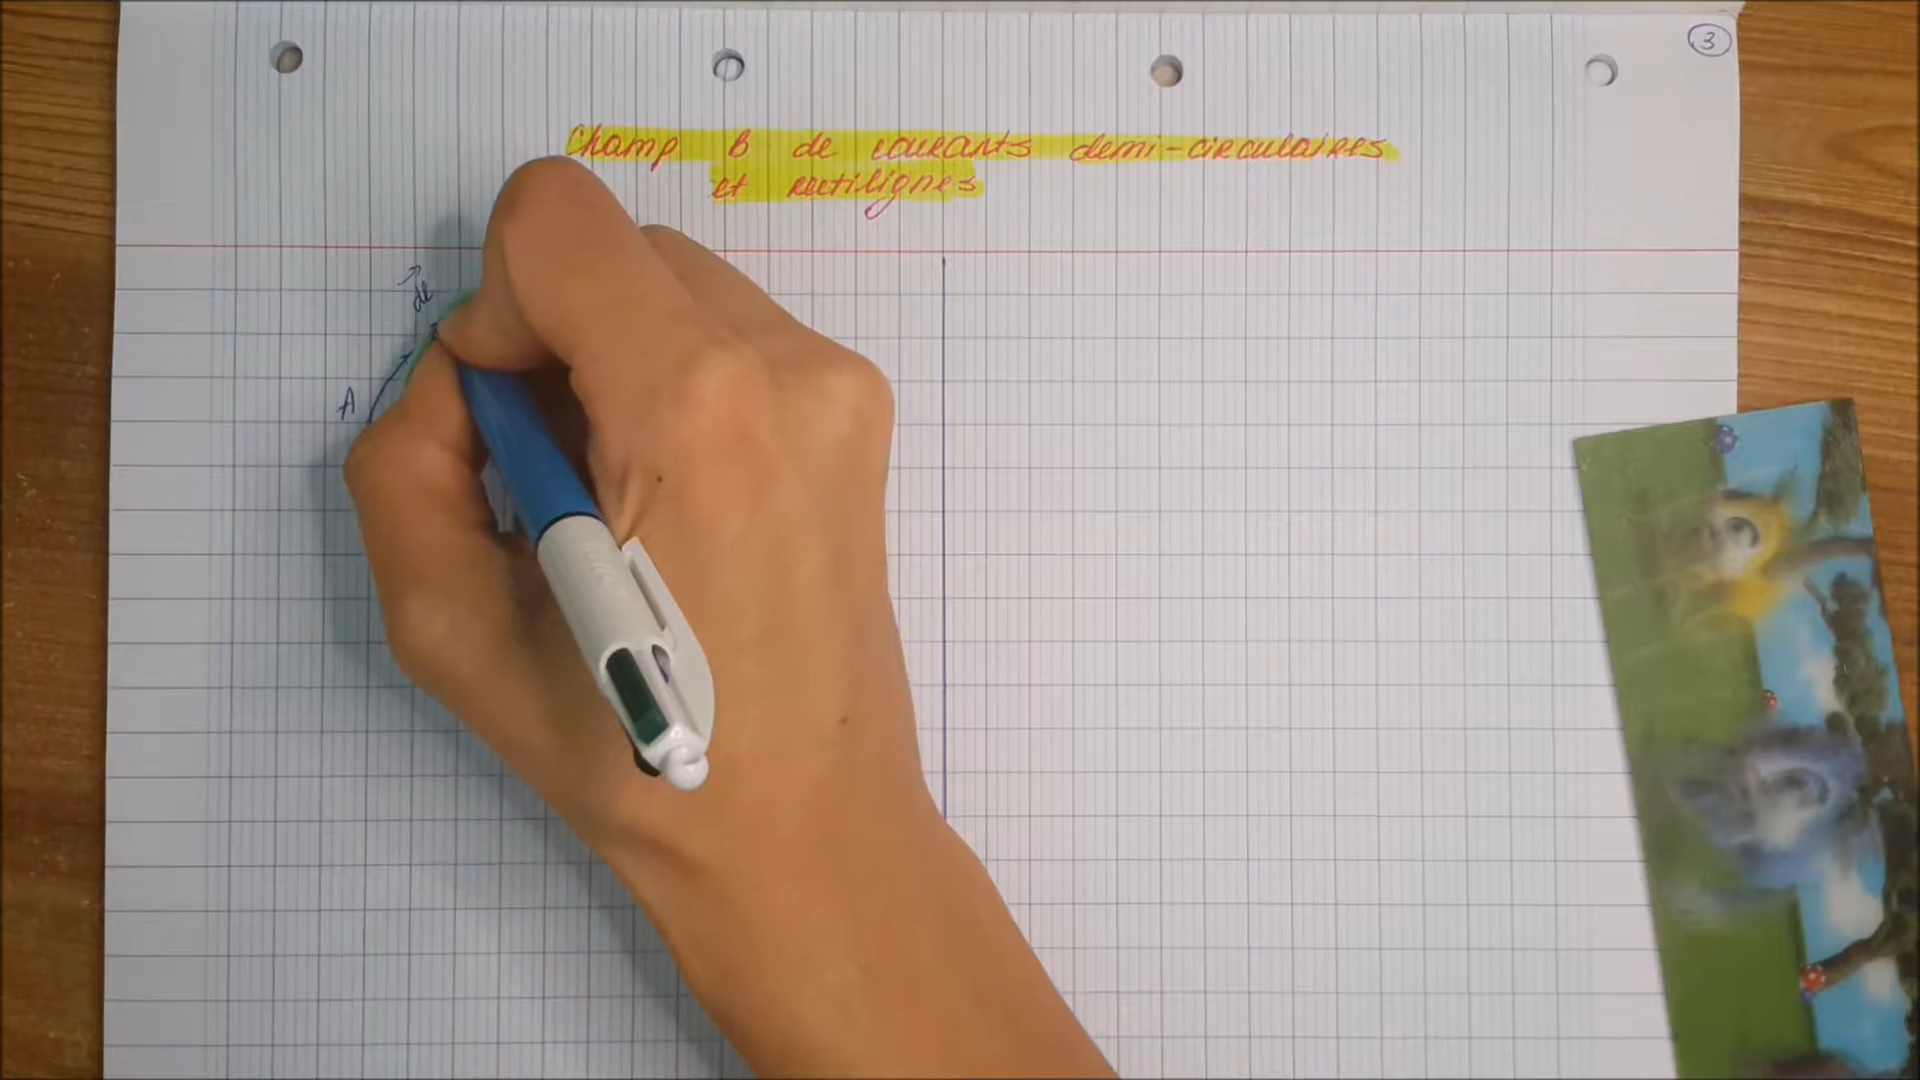 3
Champ B de courants demi-circulaires
et rectilignes
dl
A